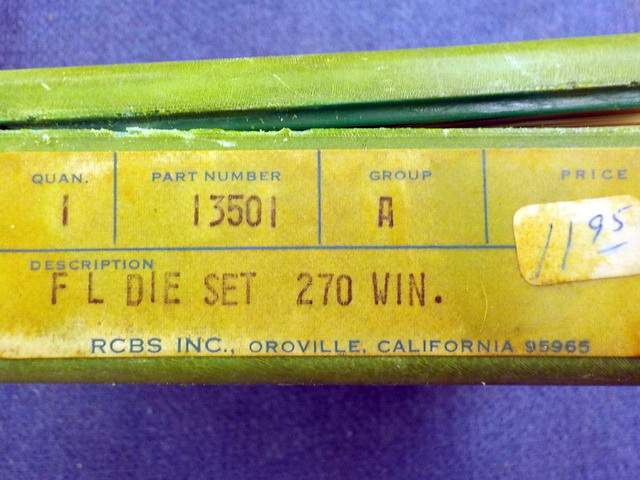 QUAN. PART NUMBER GROUP PRICE
1 13501 A 11 95
DESCRIPTION
F L DIE SET 270 WIN.
RCBS INC., OROVILLE, CALIFORNIA 95965